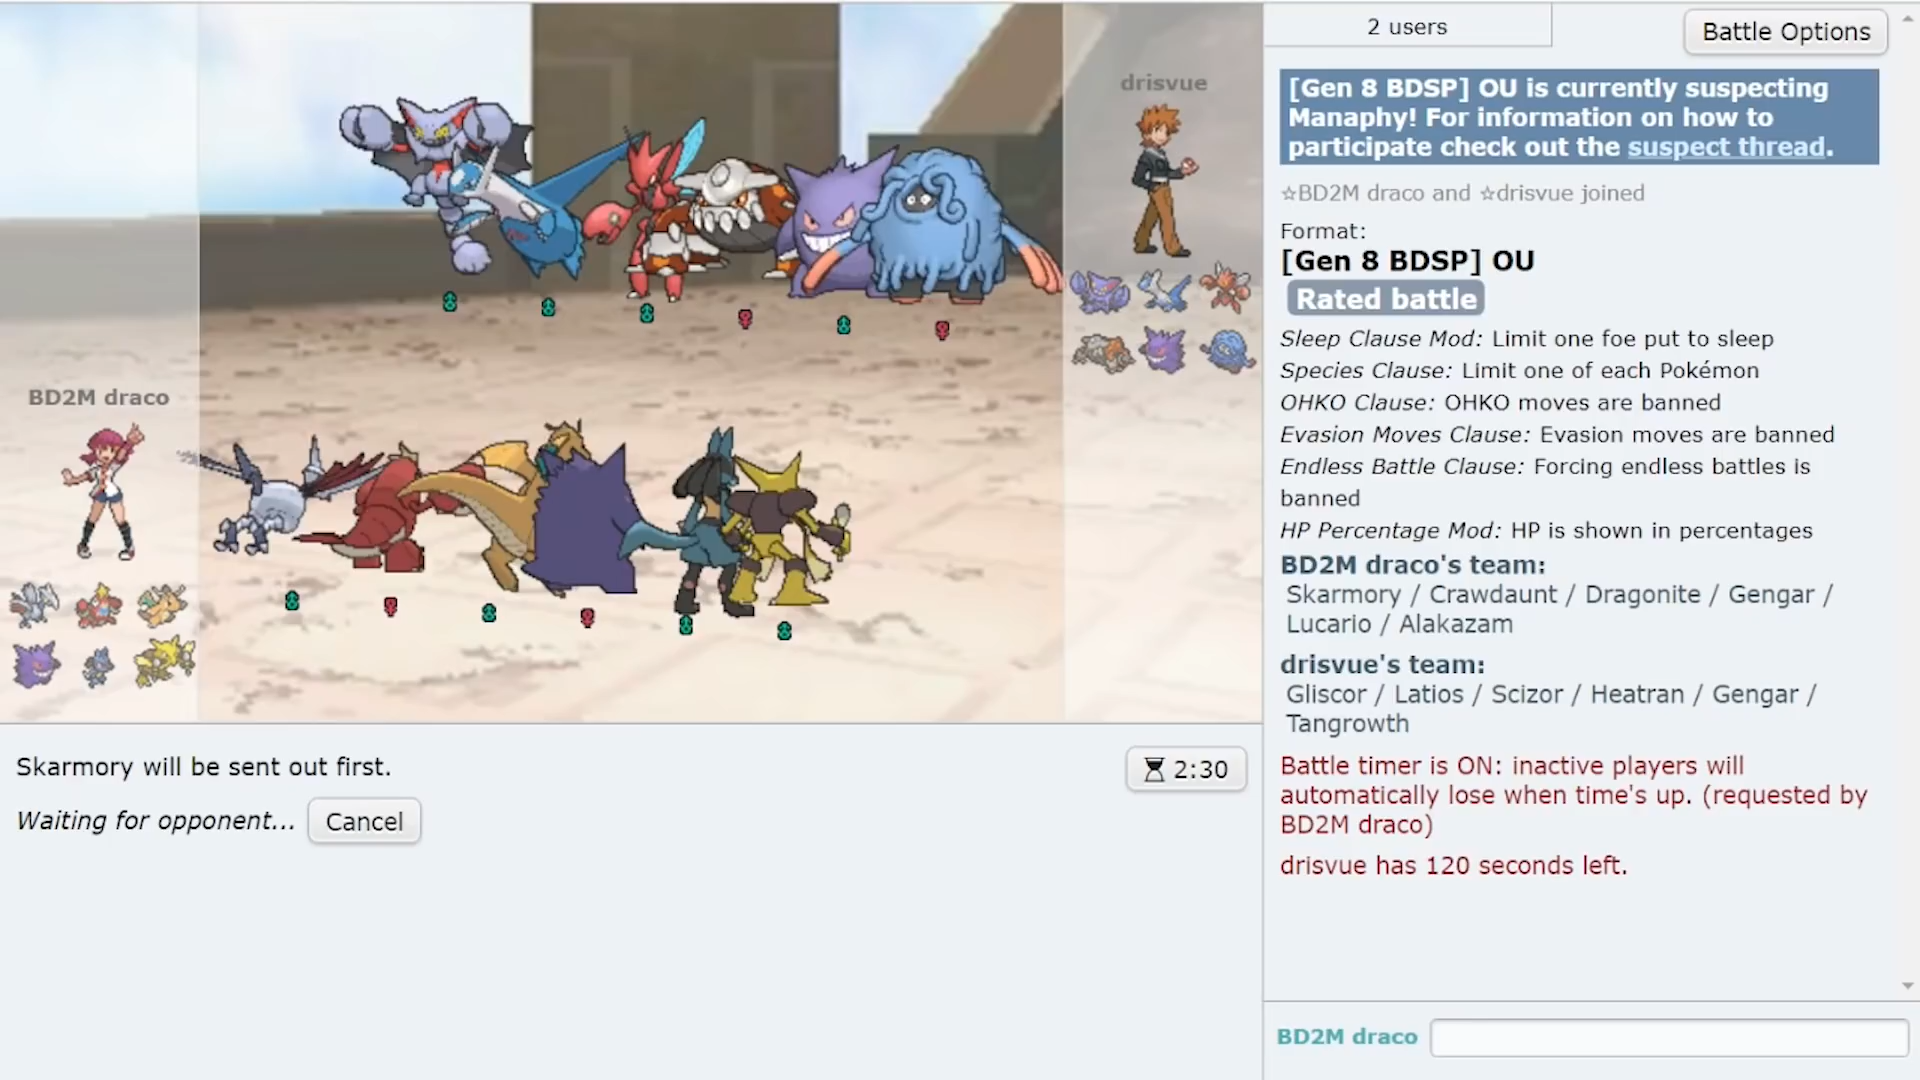 2 users
Battle Options
[Gen 8 BDSP] OU is currently suspecting
Manaphy! For information on how to
participate check out the suspect thread.
☆BD2M draco and ☆drisvue joined
Format:
[Gen 8 BDSP] OU
Rated battle
Sleep Clause Mod: Limit one foe put to sleep
Species Clause: Limit one of each Pokémon
OHKO Clause: OHKO moves are banned
Evasion Moves Clause: Evasion moves are banned
Endless Battle Clause: Forcing endless battles is
banned
HP Percentage Mod: HP is shown in percentages
BD2M draco's team:
Skarmory / Crawdaunt / Dragonite / Gengar /
Lucario / Alakazam
drisvue's team:
Gliscor / Latios / Scizor / Heatran / Gengar /
Tangrowth
Battle timer is ON: inactive players will
automatically lose when time's up. (requested by
BD2M draco)
drisvue has 120 seconds left.
BD2M draco
drisvue
BD2M draco
Skarmory will be sent out first.
2:30
Waiting for opponent...
Cancel